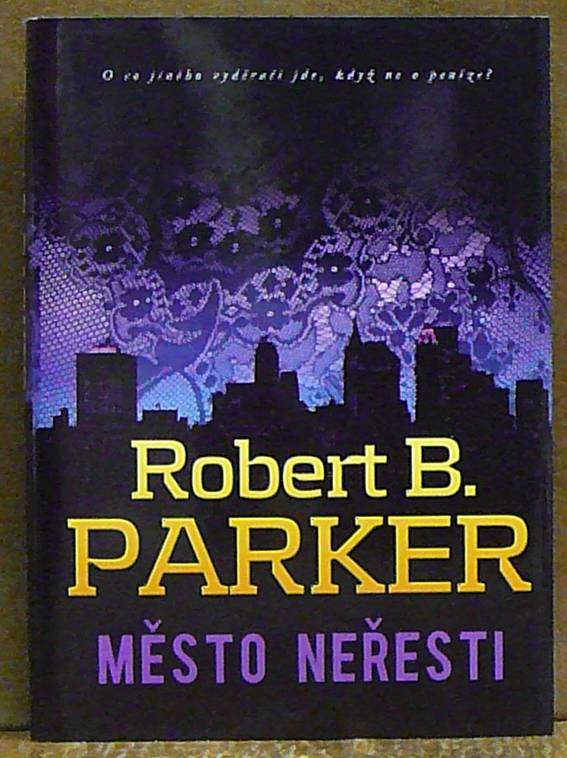 O co jiného vyděrači jde, když ne o peníze?
Robert B.
PARKER
MĚSTO NEŘESTI